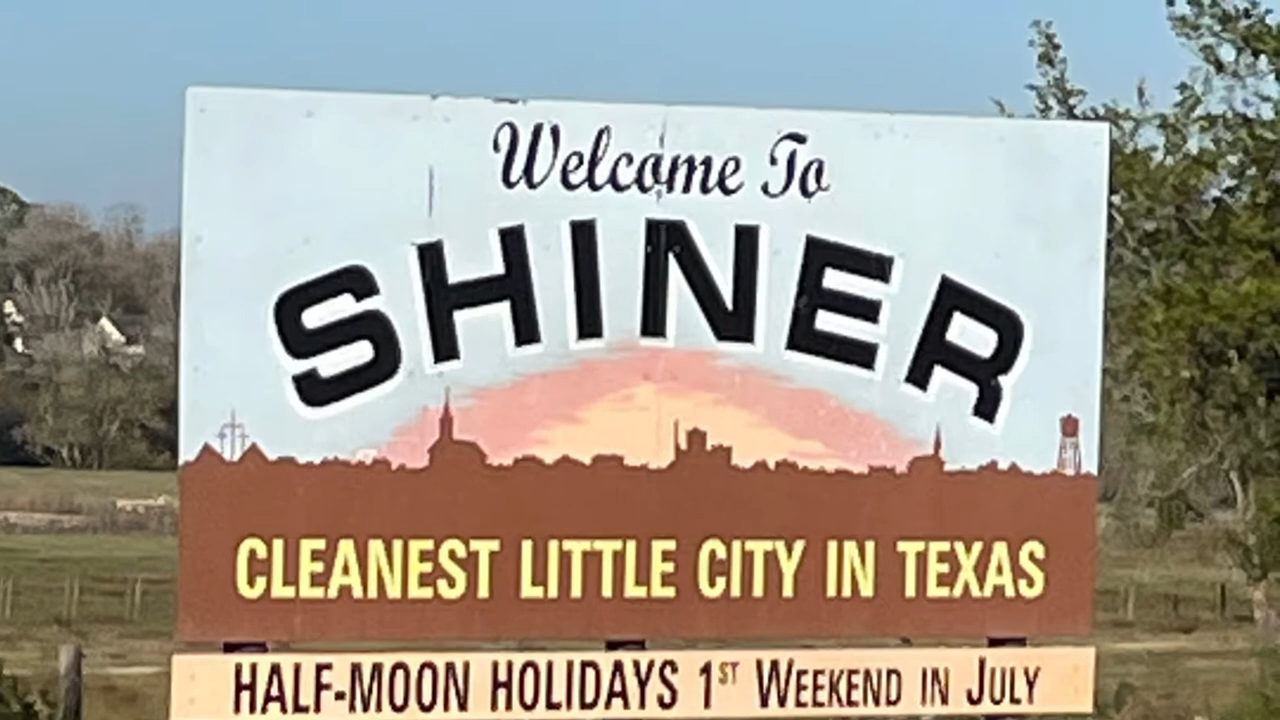 Welcome To
SHINER
CLEANEST LITTLE CITY IN TEXAS
HALF-MOON HOLIDAYS 1ST WEEKEND IN JULY